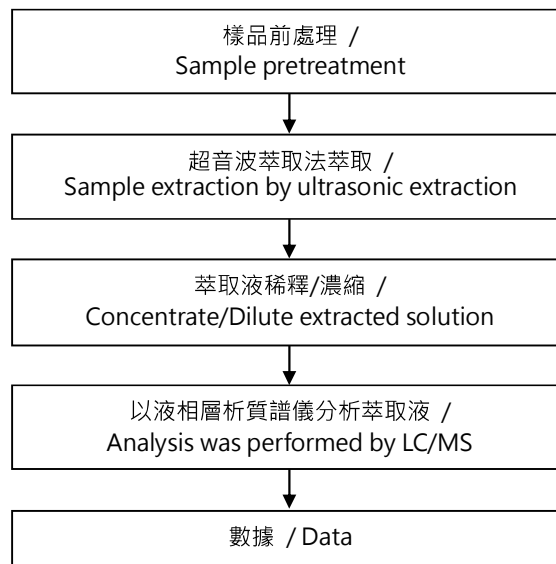 樣品前處理 /
Sample pretreatment
超音波萃取法萃取 /
Sample extraction by ultrasonic extraction
萃取液稀釋/濃縮 /
Concentrate/Dilute extracted solution
以液相層析質譜儀分析萃取液 /
Analysis was performed by LC/MS
數據 / Data